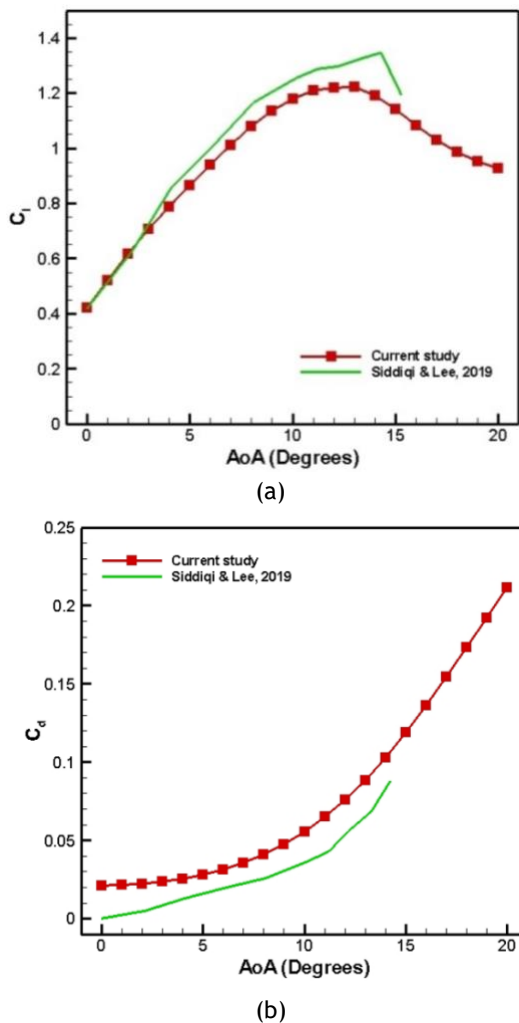 1.4
1.2
1
0.8
0.6
0.4
0.2
0
C_l
0 5 10 15 20
AoA (Degrees)
Current study
Siddiqi & Lee, 2019
(a)
0.25
0.2
0.15
0.1
0.05
0
C_d
Current study
Siddiqi & Lee, 2019
0 5 10 15 20
AoA (Degrees)
(b)